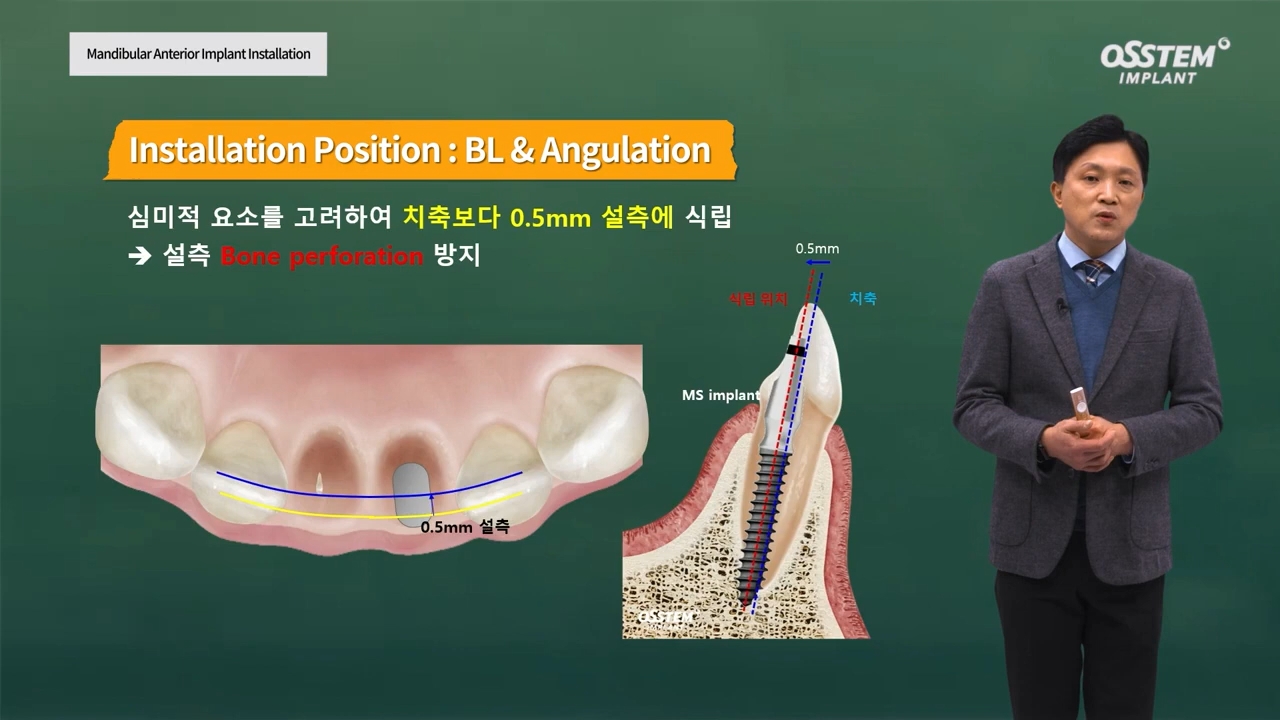 Mandibular Anterior Implant Installation
OSSTEM
IMPLANT
Installation Position : BL & Angulation
심미적 요소를 고려하여 치축보다 0.5mm 설측에 식립
➔ 설측 Bone perforation 방지
0.5mm
식립 위치
치축
MS implant
0.5mm 설측
OSSTEM
IMPLANT